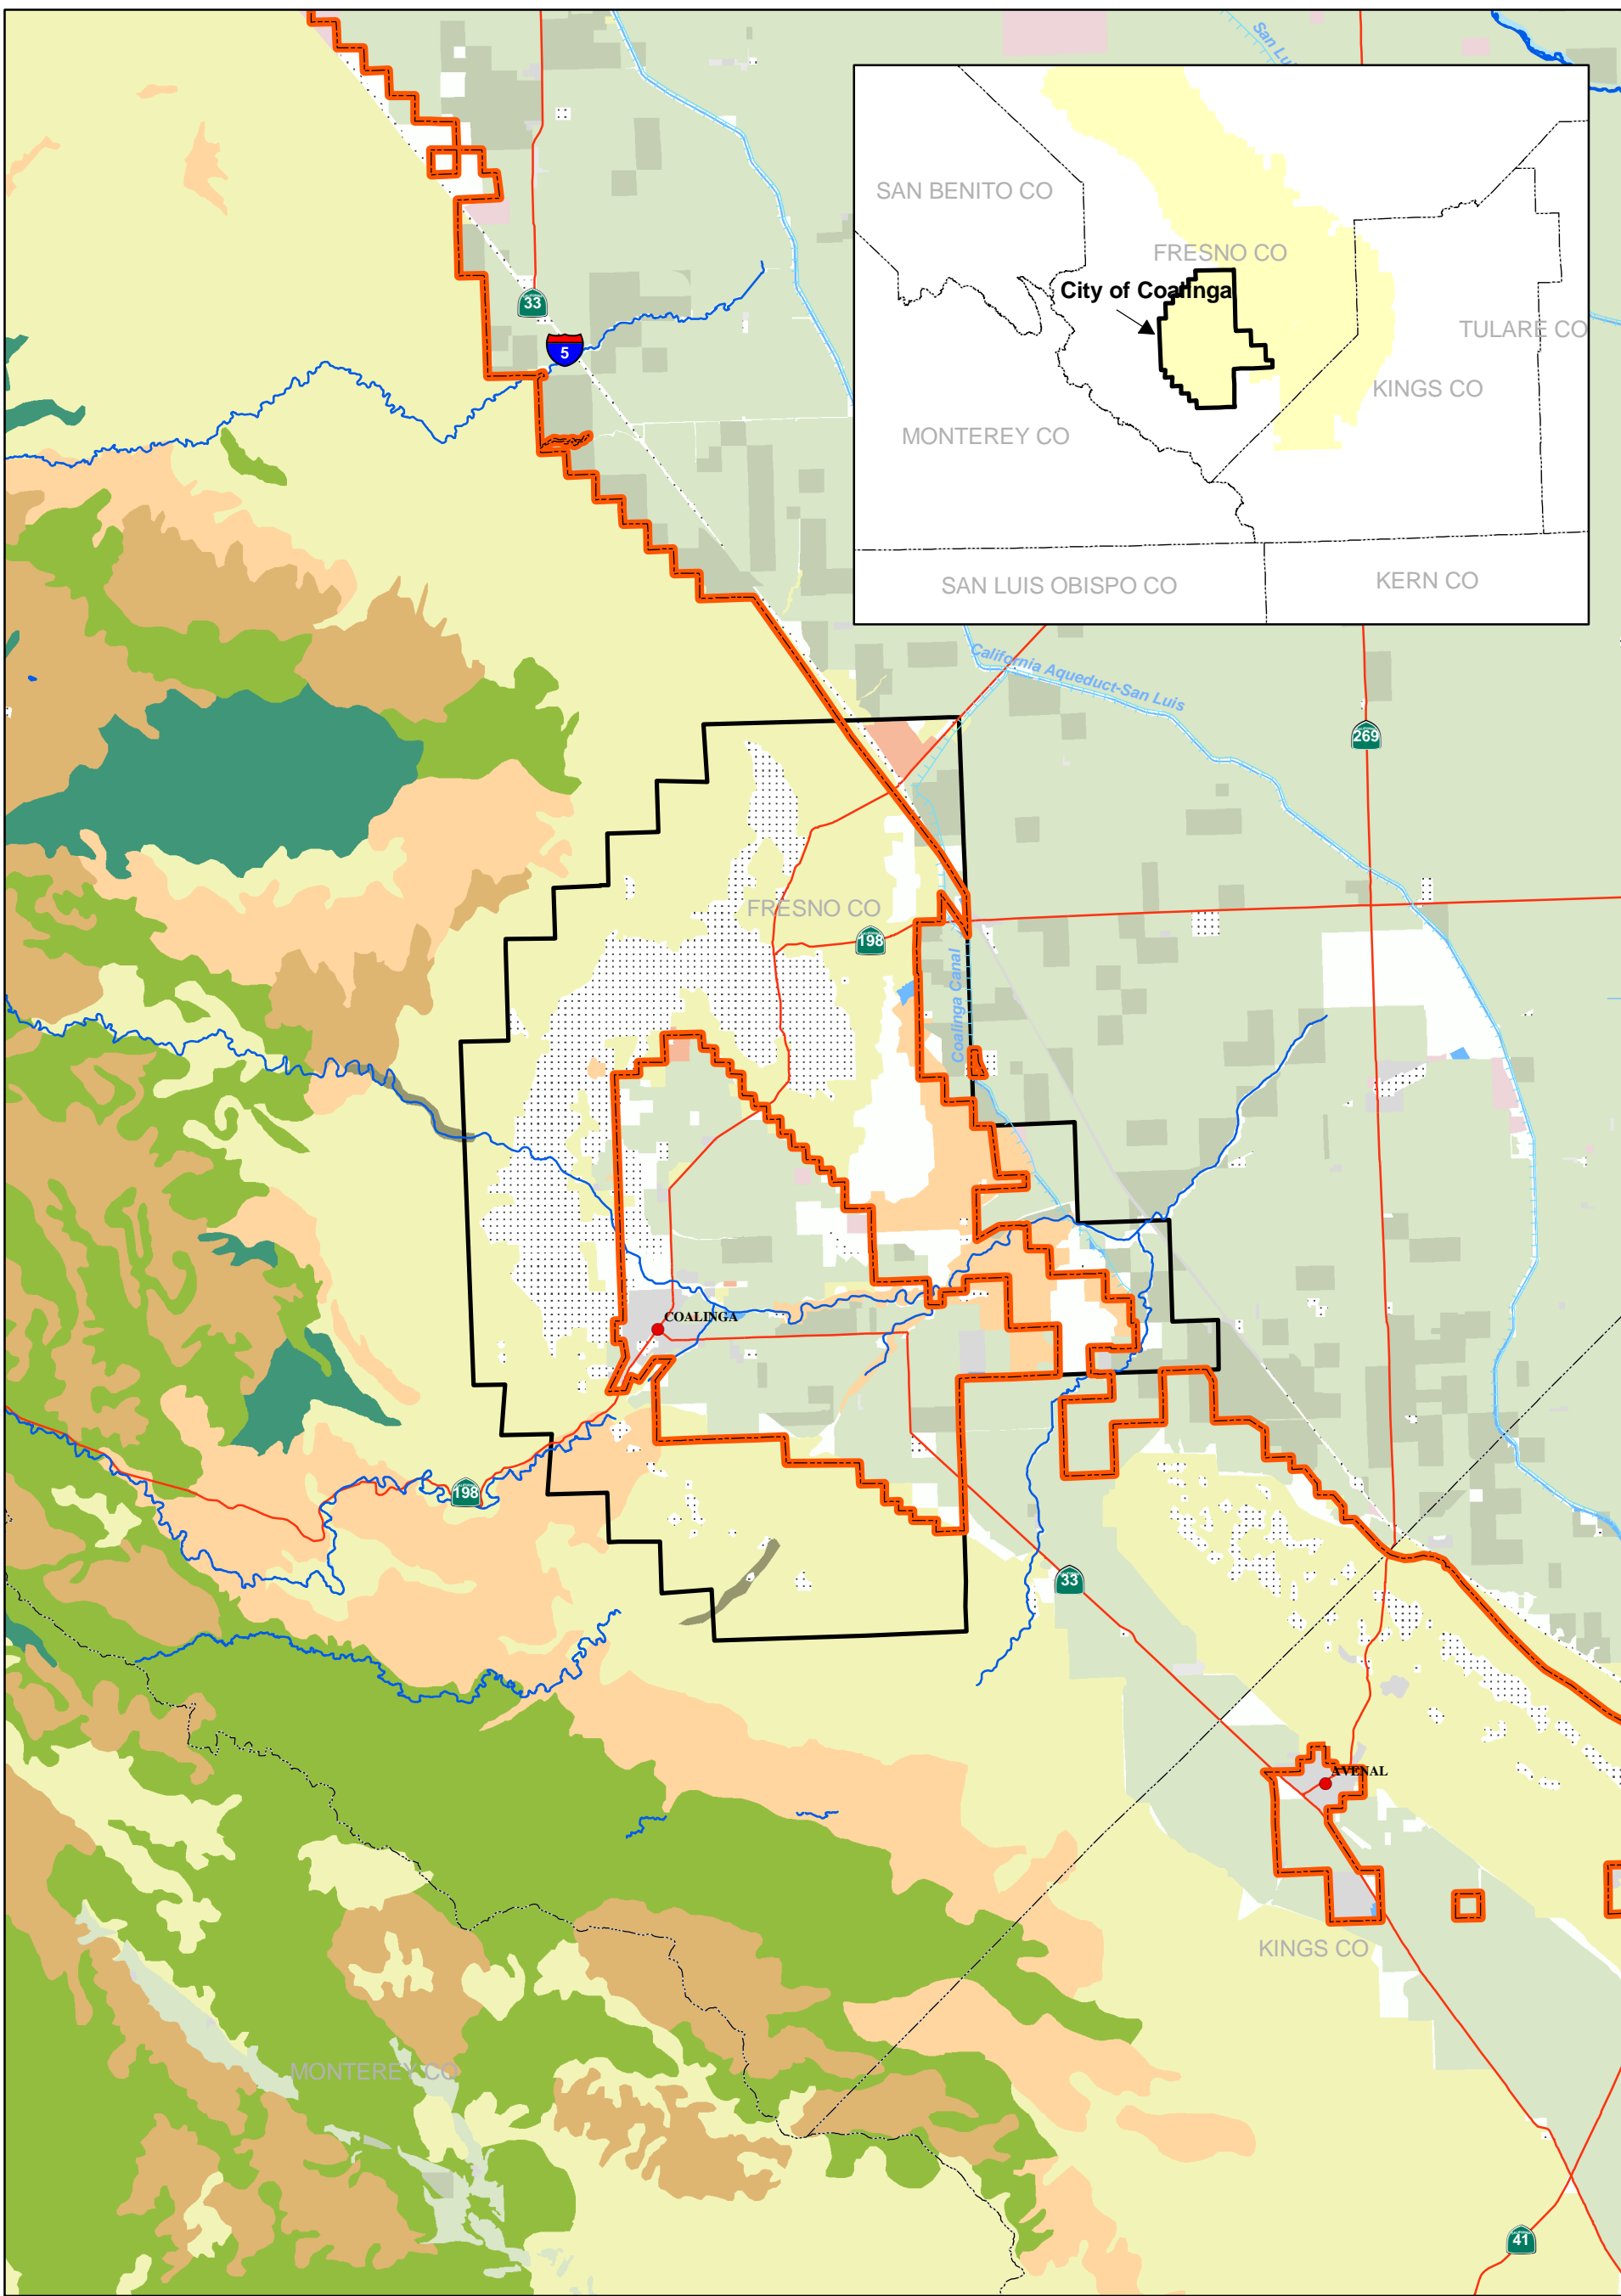 San Lui
SAN BENITO CO
FRESNO CO
City of Coalinga
TULARE CO
KINGS CO
MONTEREY CO
SAN LUIS OBISPO CO
KERN CO
33
5
California Aqueduct-San Luis
269
FRESNO CO
198
Coalinga Canal
COALINGA
198
33
AVENAL
KINGS CO
MONTEREY CO
41